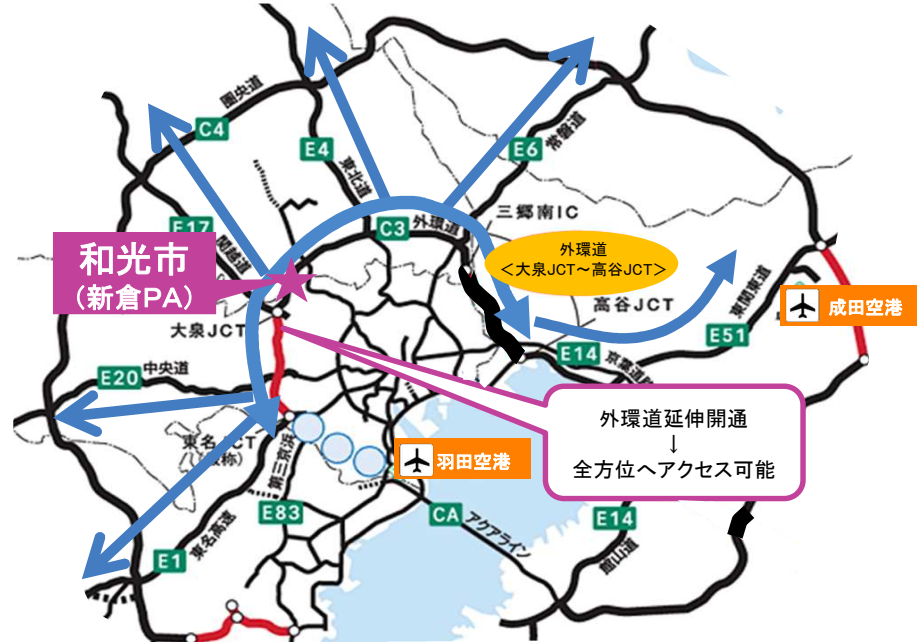 圏央道
C4
E4
東北道
E6
常磐道
E17
関越道
C3
外環道
三郷南IC
外環道
＜大泉JCT～高谷JCT＞
和光市
（新倉PA）
大泉JCT
高谷JCT
東関東道
成田空港
E51
E14
京葉道路
中央道
E20
外環道延伸開通
↓
全方位へアクセス可能
東名JCT
（仮称）
第三京浜
羽田空港
E83
CA
アクアライン
E14
館山道
東名高速
E1